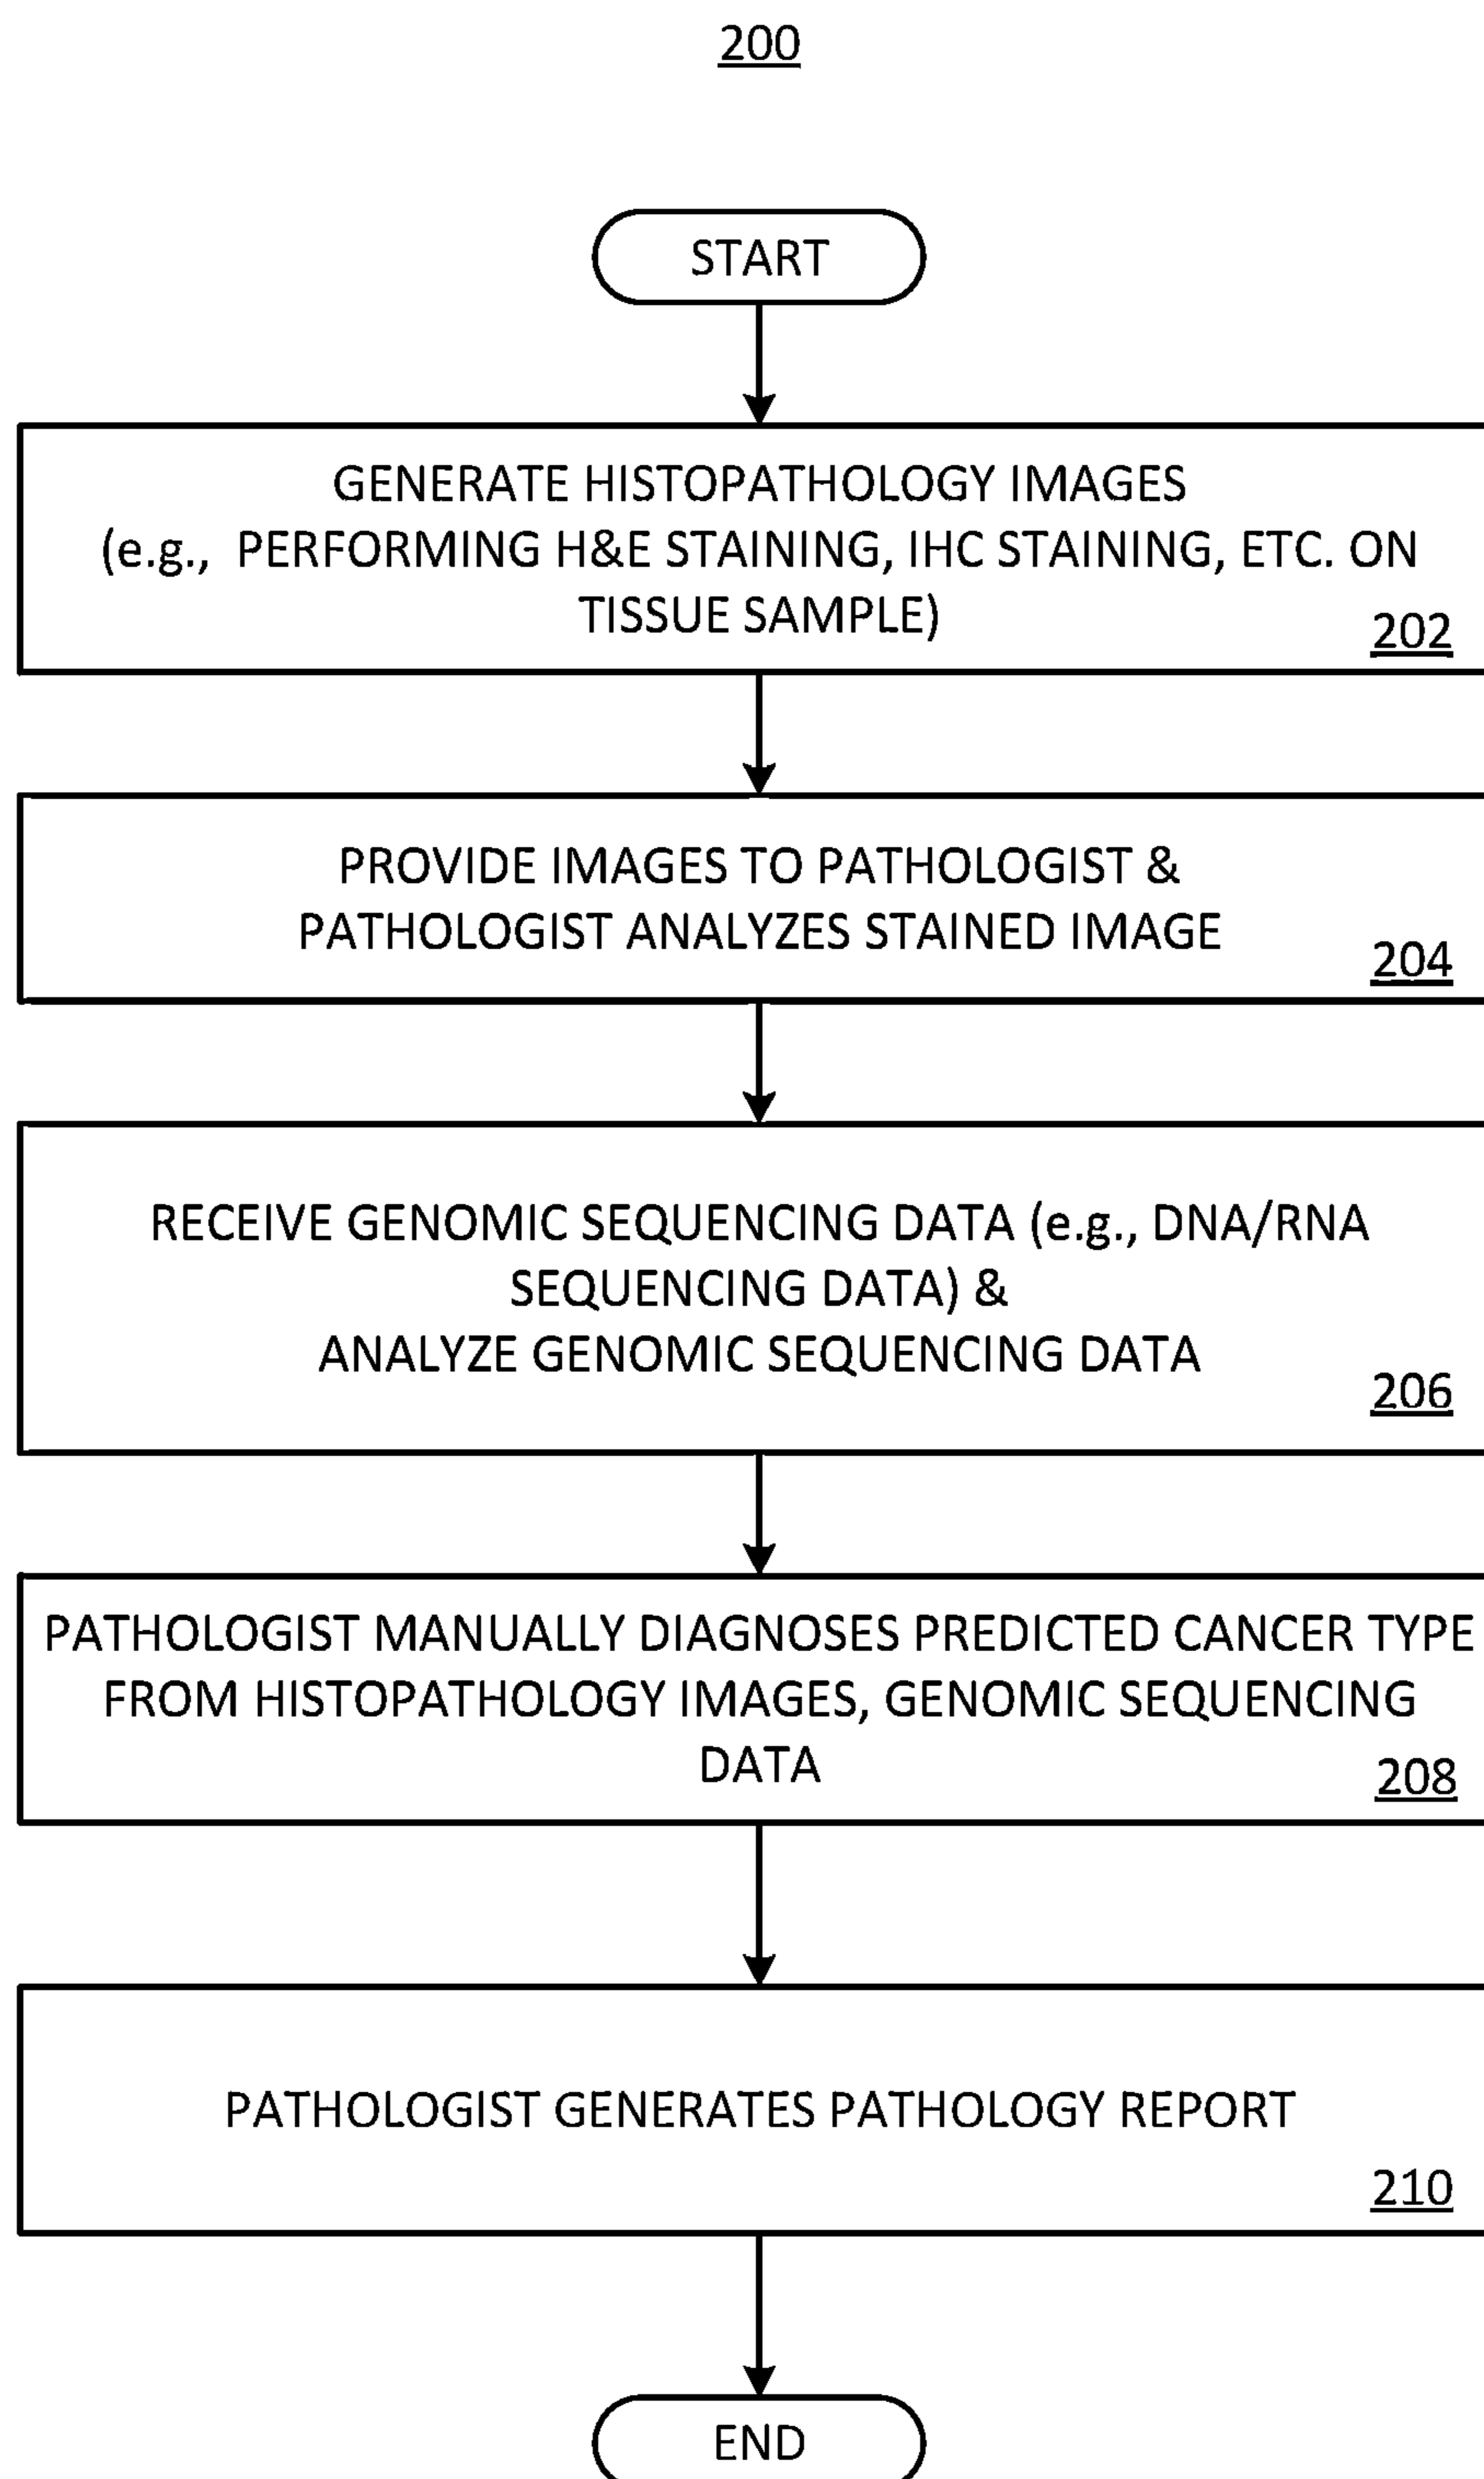 200
START
GENERATE HISTOPATHOLOGY IMAGES
(e.g., PERFORMING H&E STAINING, IHC STAINING, ETC. ON
TISSUE SAMPLE)
202
PROVIDE IMAGES TO PATHOLOGIST &
PATHOLOGIST ANALYZES STAINED IMAGE
204
RECEIVE GENOMIC SEQUENCING DATA (e.g., DNA/RNA
SEQUENCING DATA) &
ANALYZE GENOMIC SEQUENCING DATA
206
PATHOLOGIST MANUALLY DIAGNOSES PREDICTED CANCER TYPE
FROM HISTOPATHOLOGY IMAGES, GENOMIC SEQUENCING
DATA
208
PATHOLOGIST GENERATES PATHOLOGY REPORT
210
END